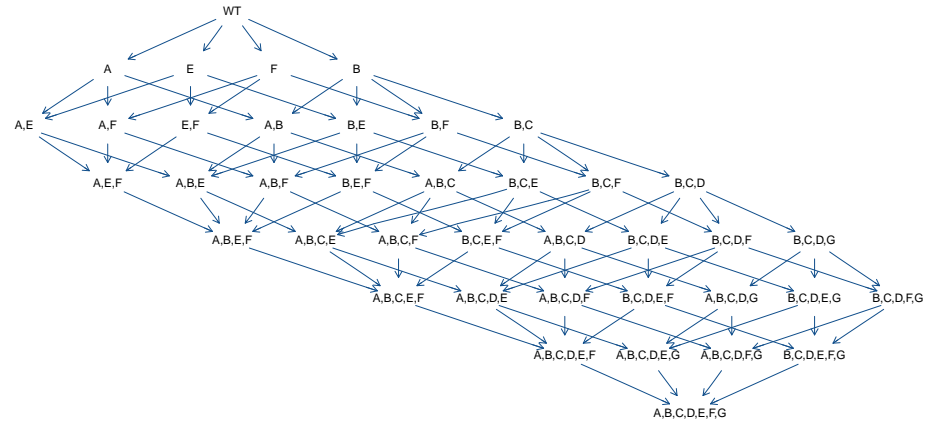 WT
A E F B
A,E A,F E,F A,B B,E B,F B,C
A,E,F A,B,E A,B,F B,E,F A,B,C B,C,E B,C,F B,C,D
A,B,E,F A,B,C,E A,B,C,F B,C,E,F A,B,C,D B,C,D,E B,C,D,F B,C,D,G
A,B,C,E,F A,B,C,D,E A,B,C,D,F B,C,D,E,F A,B,C,D,G B,C,D,E,G B,C,D,F,G
A,B,C,D,E,F A,B,C,D,E,G A,B,C,D,F,G B,C,D,E,F,G
A,B,C,D,E,F,G